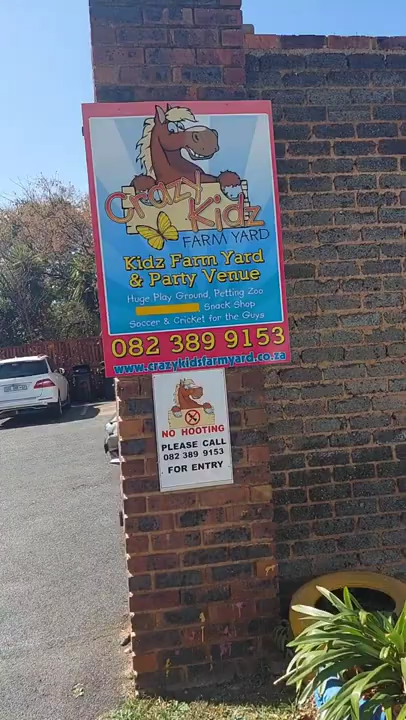 Crazy Kidz
FARM YARD
Kidz Farm Yard
& Party Venue
Huge Play Ground, Petting Zoo
Snack Shop
Soccer & Cricket for the Guys
082 389 9153
www.crazykidsfarmyard.co.za
NO HOOTING
PLEASE CALL
082 389 9153
FOR ENTRY